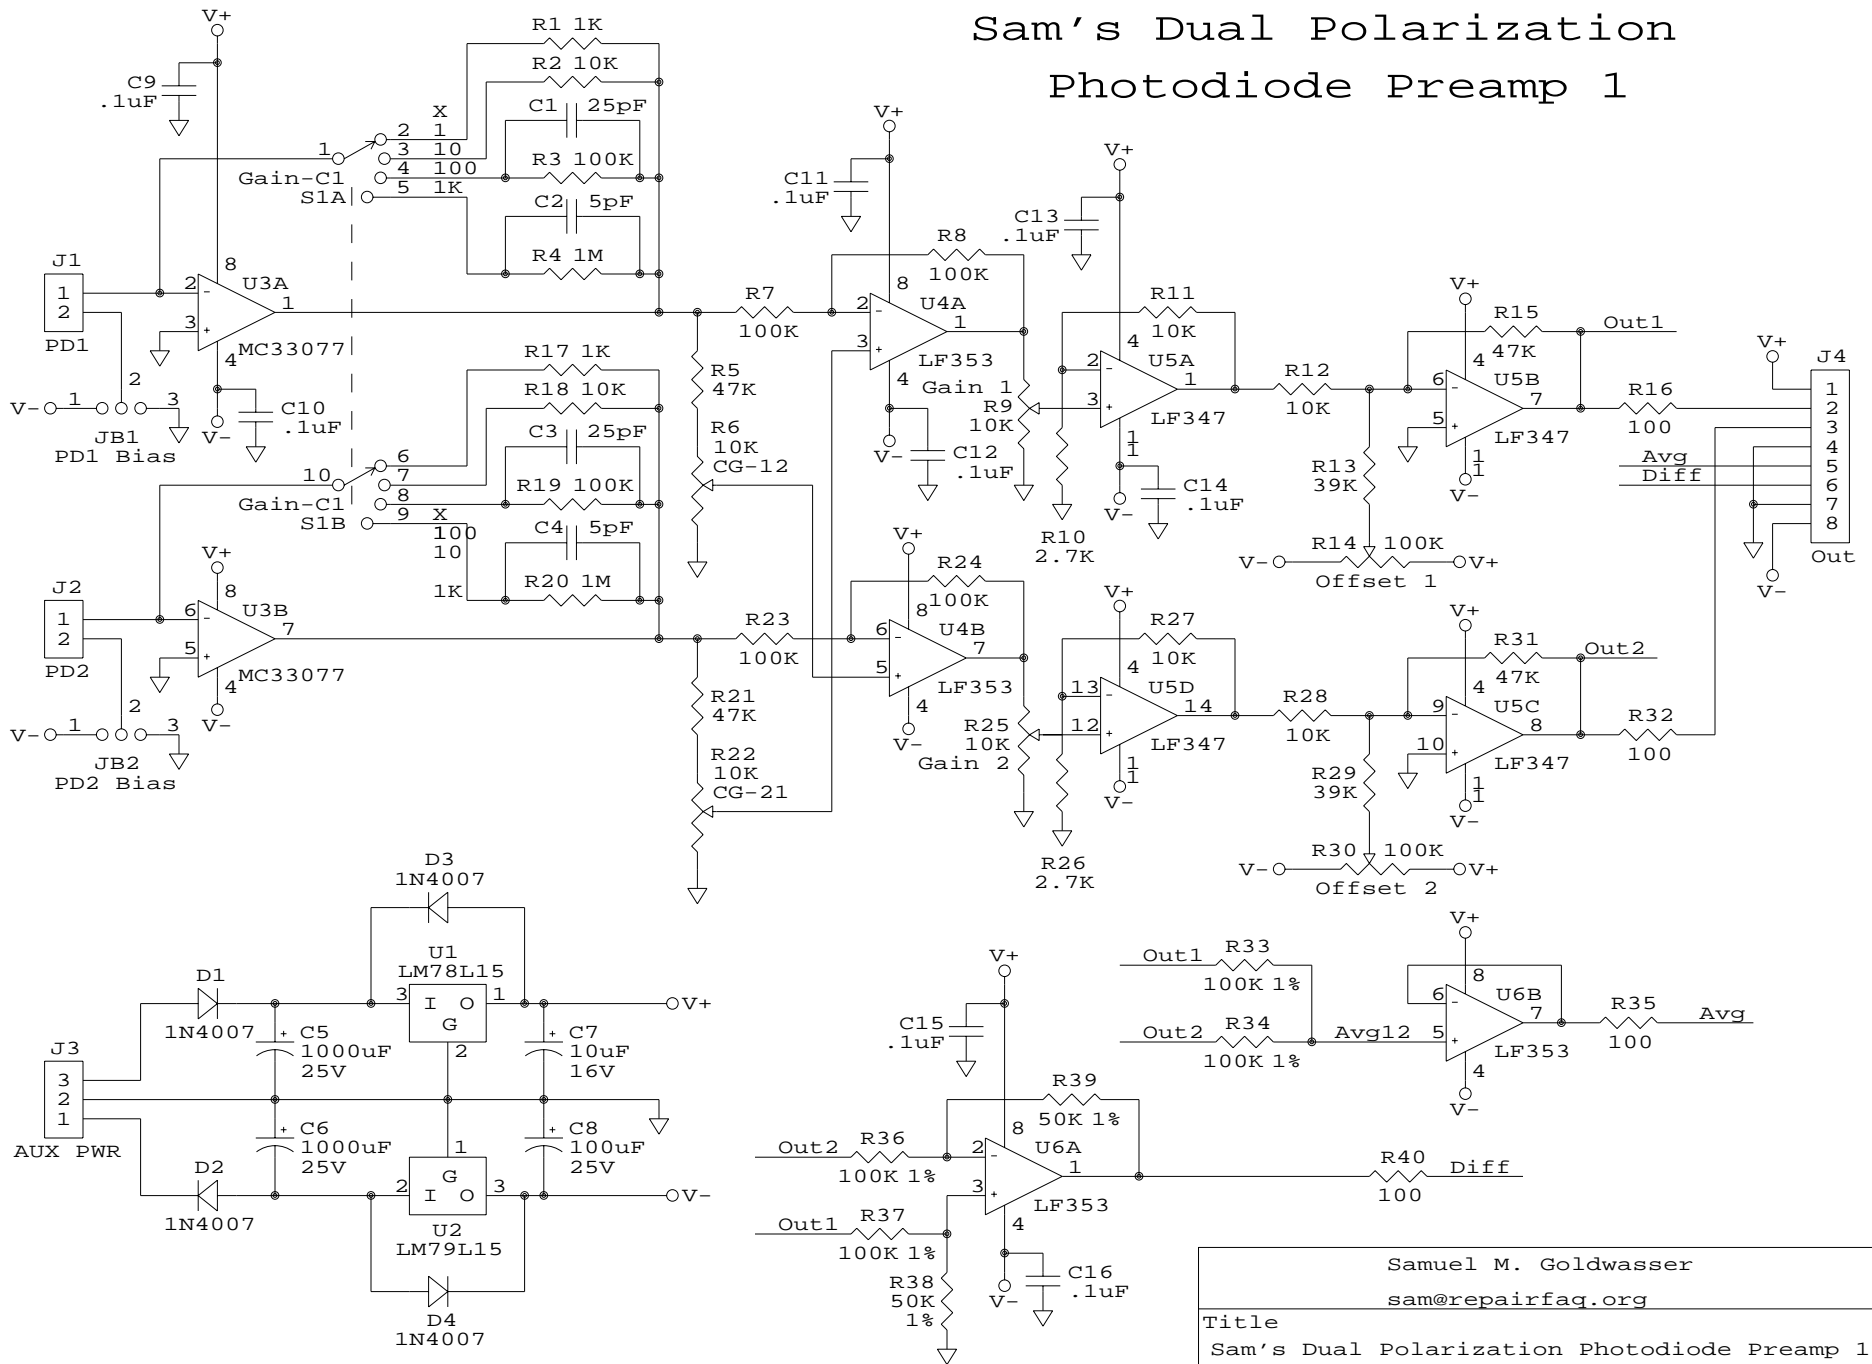 Sam's Dual Polarization
Photodiode Preamp 1
V+
C9
.1uF
R1 1K
R2 10K
C1 25pF
R3 100K
C2 5pF
R4 1M
X
2 1
3 10
4 100
5 1K
1
Gain-C1
S1A
J1
1
2
PD1
8
2
-
3
+
U3A
1
MC33077
4
V-
C10
.1uF
V- 1
2
3
JB1
PD1 Bias
R17 1K
R18 10K
C3 25pF
R19 100K
C4 5pF
R20 1M
6
7
8
9 X
100
10
1K
10
Gain-C1
S1B
J2
1
2
PD2
V+
8
6
-
5
+
U3B
7
MC33077
4
V-
V- 1
2
3
JB2
PD2 Bias
R5
47K
R6
10K
CG-12
R7
100K
V+
C11
.1uF
R8
100K
8
2
-
3
+
U4A
1
LF353
4
V-
C12
.1uF
Gain 1
R9
10K
V+
C13
.1uF
R11
10K
4
2
-
3
+
U5A
1
LF347
1
1
V-
C14
.1uF
R10
2.7K
R12
10K
R13
39K
V-
R14 100K
V+
Offset 1
V+
R15
47K
4
6
-
5
+
U5B
7
LF347
1
1
V-
Out1
R16
100
Avg
Diff
V+
J4
1
2
3
4
5
6
7
8
Out
V-
R21
47K
R22
10K
CG-21
R23
100K
V+
R24
100K
8
6
-
5
+
U4B
7
LF353
4
V-
R25
10K
Gain 2
V+
R27
10K
4
13
-
12
+
U5D
14
LF347
1
1
V-
R26
2.7K
R28
10K
R29
39K
V-
R30 100K
V+
Offset 2
V+
R31
47K
4
9
-
10
+
U5C
8
LF347
1
1
V-
Out2
R32
100
D3
1N4007
U1
LM78L15
3 I O 1
G
2
D1
1N4007
V+
+ C5
1000uF
25V
C7
10uF
16V
+
J3
3
2
1
AUX PWR
+ C6
1000uF
25V
C8
100uF
25V
+
1
G
2 I O 3
U2
LM79L15
D2
1N4007
V-
D4
1N4007
V+
C15
.1uF
R39
50K 1%
Out2 R36
100K 1%
8
2
-
3
+
U6A
1
LF353
4
Out1 R37
100K 1%
R38
50K
1%
V-
C16
.1uF
R40
100
Diff
Out1 R33
100K 1%
Out2 R34
100K 1%
Avg12
V+
8
6
-
5
+
U6B
7
LF353
4
V-
R35
100
Avg
Samuel M. Goldwasser
sam@repairfaq.org
Title
Sam's Dual Polarization Photodiode Preamp 1